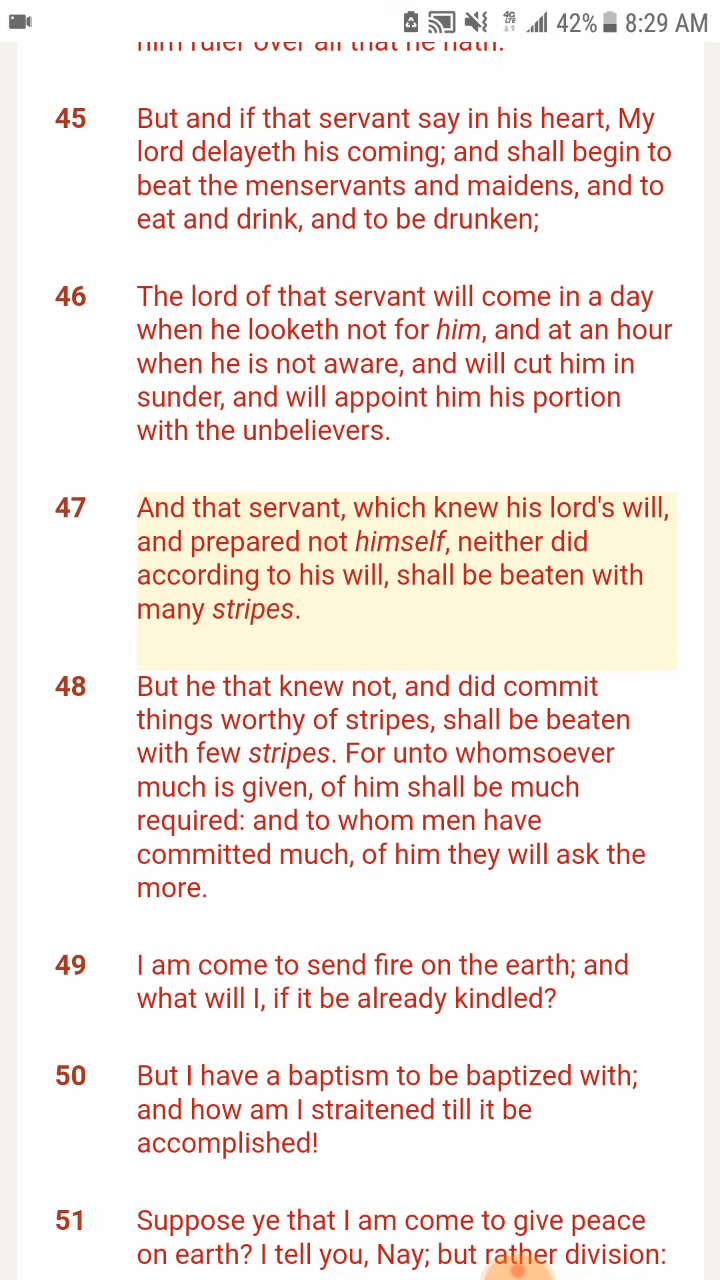 4G
LTE
42%
8:29 AM
him ruler over all that he hath.
45 But and if that servant say in his heart, My
lord delayeth his coming; and shall begin to
beat the menservants and maidens, and to
eat and drink, and to be drunken;
46 The lord of that servant will come in a day
when he looketh not for him, and at an hour
when he is not aware, and will cut him in
sunder, and will appoint him his portion
with the unbelievers.
47 And that servant, which knew his lord's will,
and prepared not himself, neither did
according to his will, shall be beaten with
many stripes.
48 But he that knew not, and did commit
things worthy of stripes, shall be beaten
with few stripes. For unto whomsoever
much is given, of him shall be much
required: and to whom men have
committed much, of him they will ask the
more.
49 I am come to send fire on the earth; and
what will I, if it be already kindled?
50 But I have a baptism to be baptized with;
and how am I straitened till it be
accomplished!
51 Suppose ye that I am come to give peace
on earth? I tell you, Nay; but rather division: